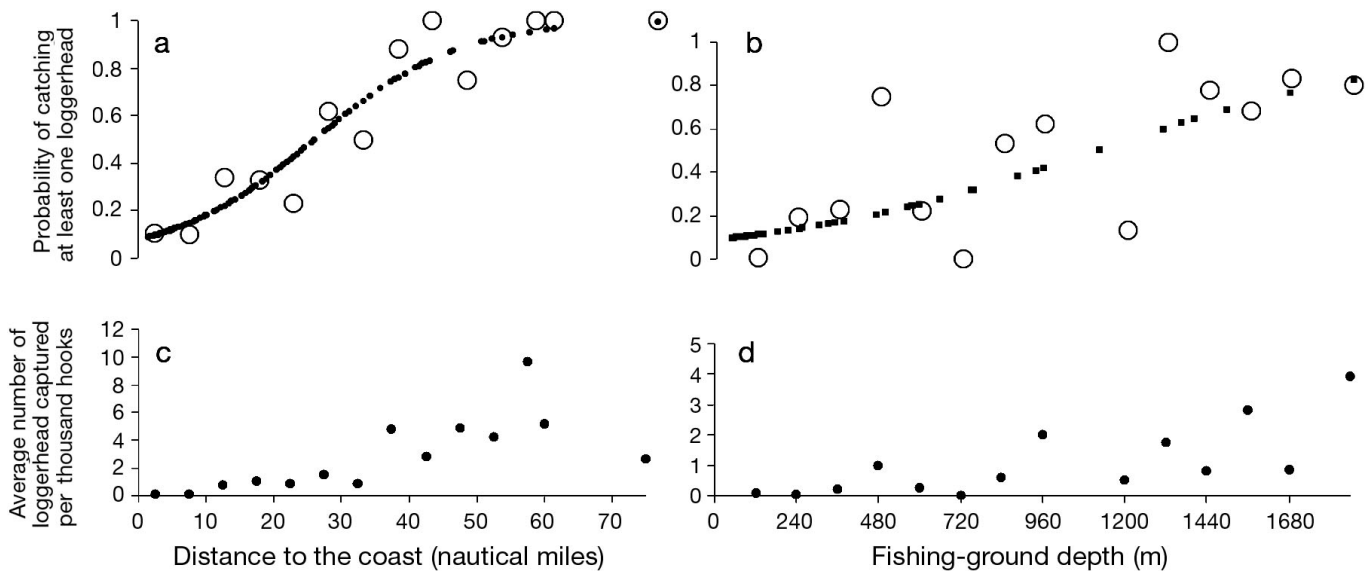 a
Probability of catching
at least one loggerhead
1
0.8
0.6
0.4
0.2
0
b
1
0.8
0.6
0.4
0.2
0
c
Average number of
loggerhead captured
per thousand hooks
12
10
8
6
4
2
0
0 10 20 30 40 50 60 70
Distance to the coast (nautical miles)
d
5
4
3
2
1
0
0 240 480 720 960 1200 1440 1680
Fishing-ground depth (m)